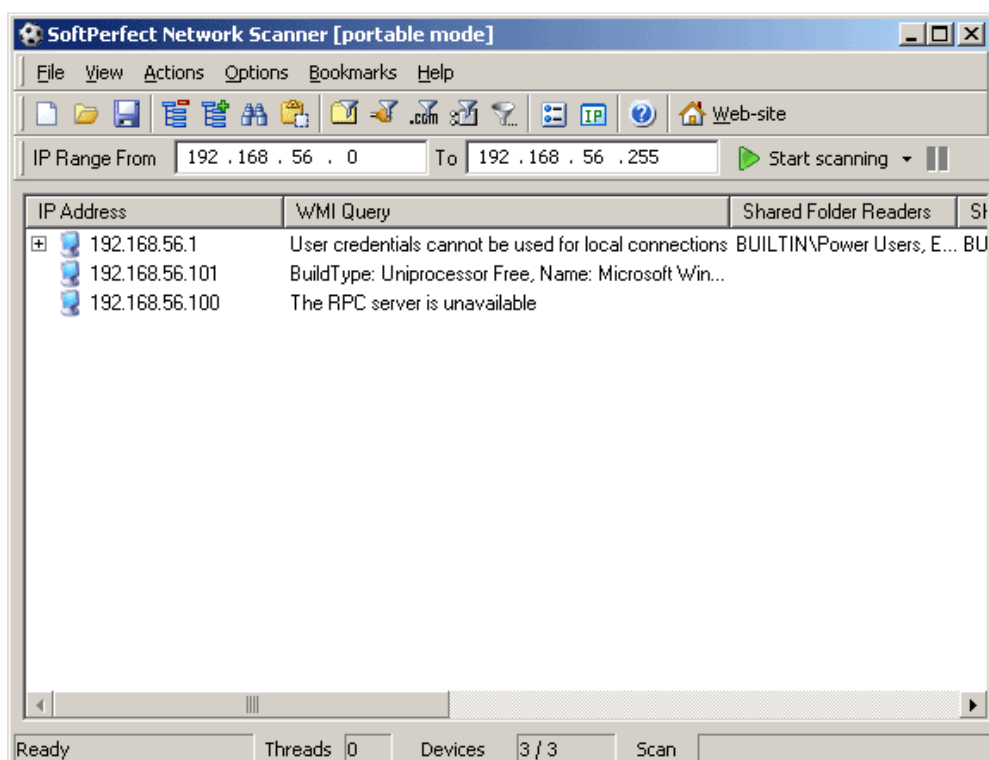 SoftPerfect Network Scanner [portable mode]
File View Actions Options Bookmarks Help
.com IP ? Web-site
IP Range From 192 . 168 . 56 . 0 To 192 . 168 . 56 . 255 Start scanning
IP Address WMI Query Shared Folder Readers Sh
192.168.56.1 User credentials cannot be used for local connections BUILTIN\Power Users, E... BU
192.168.56.101 BuildType: Uniprocessor Free, Name: Microsoft Win...
192.168.56.100 The RPC server is unavailable
Ready Threads 0 Devices 3 / 3 Scan